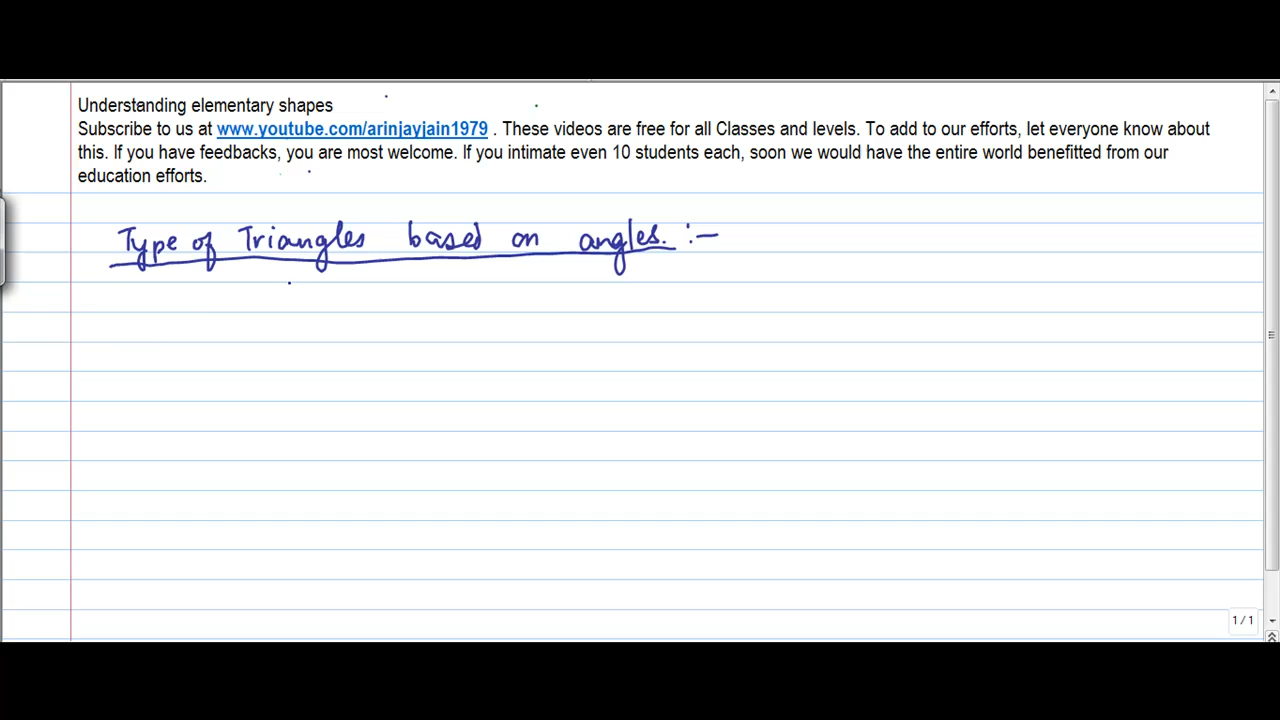 Understanding elementary shapes
Subscribe to us at www.youtube.com/arinjayjain1979 . These videos are free for all Classes and levels. To add to our efforts, let everyone know about
this. If you have feedbacks, you are most welcome. If you intimate even 10 students each, soon we would have the entire world benefitted from our
education efforts.
Type of Triangles based on angles. :-
1 / 1